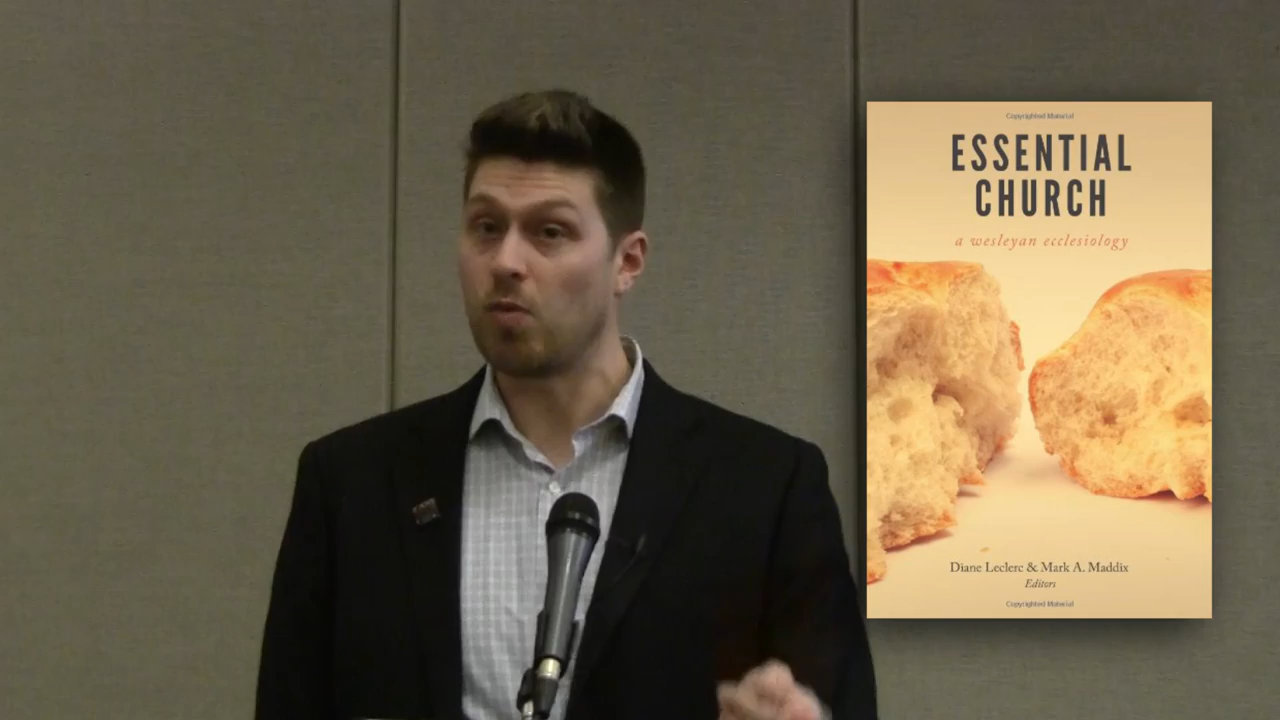 Copyrighted Material
ESSENTIAL
CHURCH
a wesleyan ecclesiology
Diane Leclerc & Mark A. Maddix
Editors
Copyrighted Material